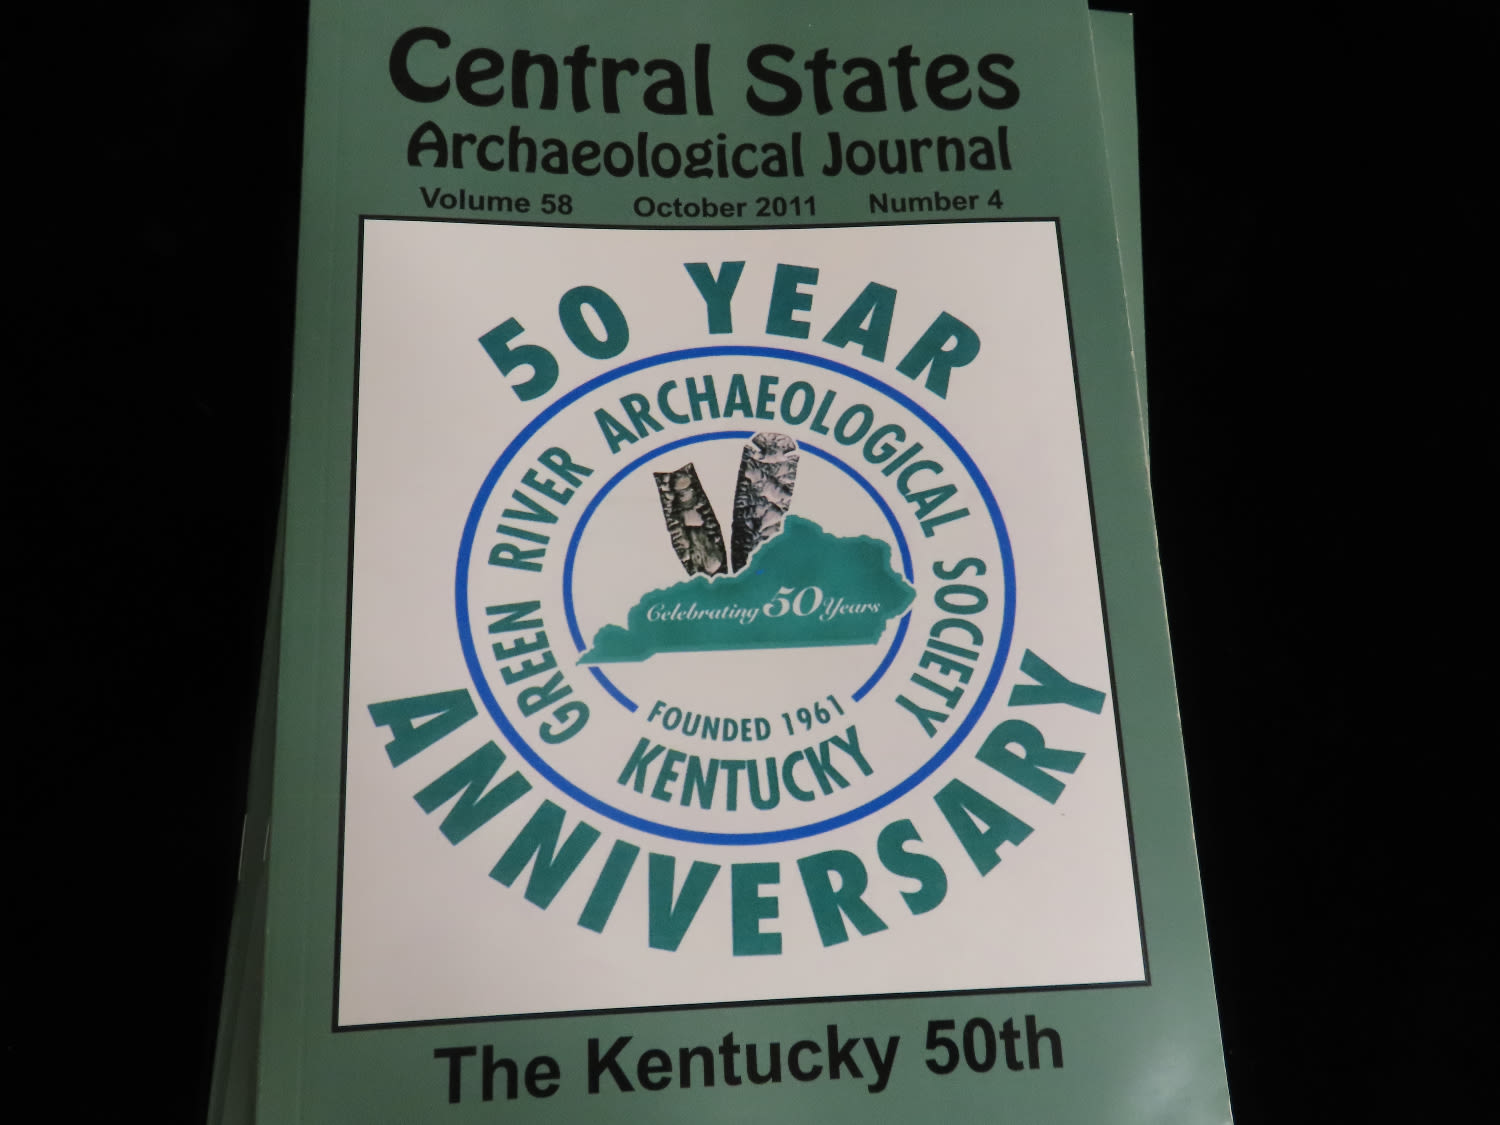 Central States
Archaeological Journal
Volume 58 October 2011 Number 4
50 YEAR
GREEN RIVER ARCHAEOLOGICAL SOCIETY
Celebrating 50 Years
FOUNDED 1961
KENTUCKY
ANNIVERSARY
The Kentucky 50th